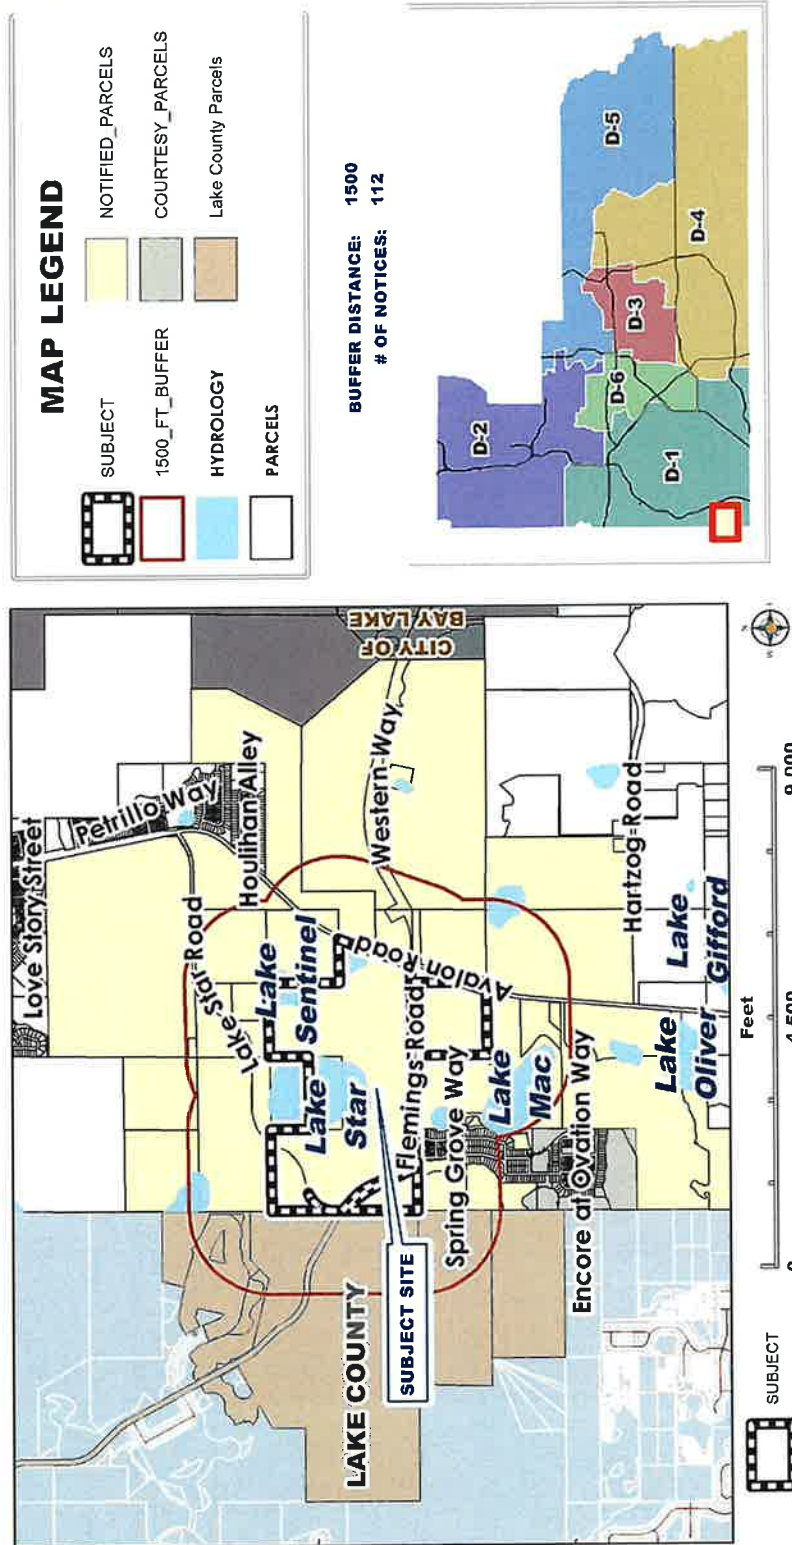 Love Story Street
Petrillo Way
Houlihan Alley
Lake Star Road
Lake
Sentinel
Lake
Star
Avalon Road
Western Way
CITY OF
BAY LAKE
Flemings Road
LAKE COUNTY
SUBJECT SITE
Spring Grove Way
Lake
Mac
Encore at Ovation Way
Hartzog Road
Lake
Oliver
Lake
Gifford
SUBJECT
0
4,500
9,000
Feet
MAP LEGEND
SUBJECT
1500_FT_BUFFER
HYDROLOGY
PARCELS
NOTIFIED_PARCELS
COURTESY_PARCELS
Lake County Parcels
BUFFER DISTANCE: 1500
# OF NOTICES: 112
D-2
D-5
D-6
D-3
D-1
D-4